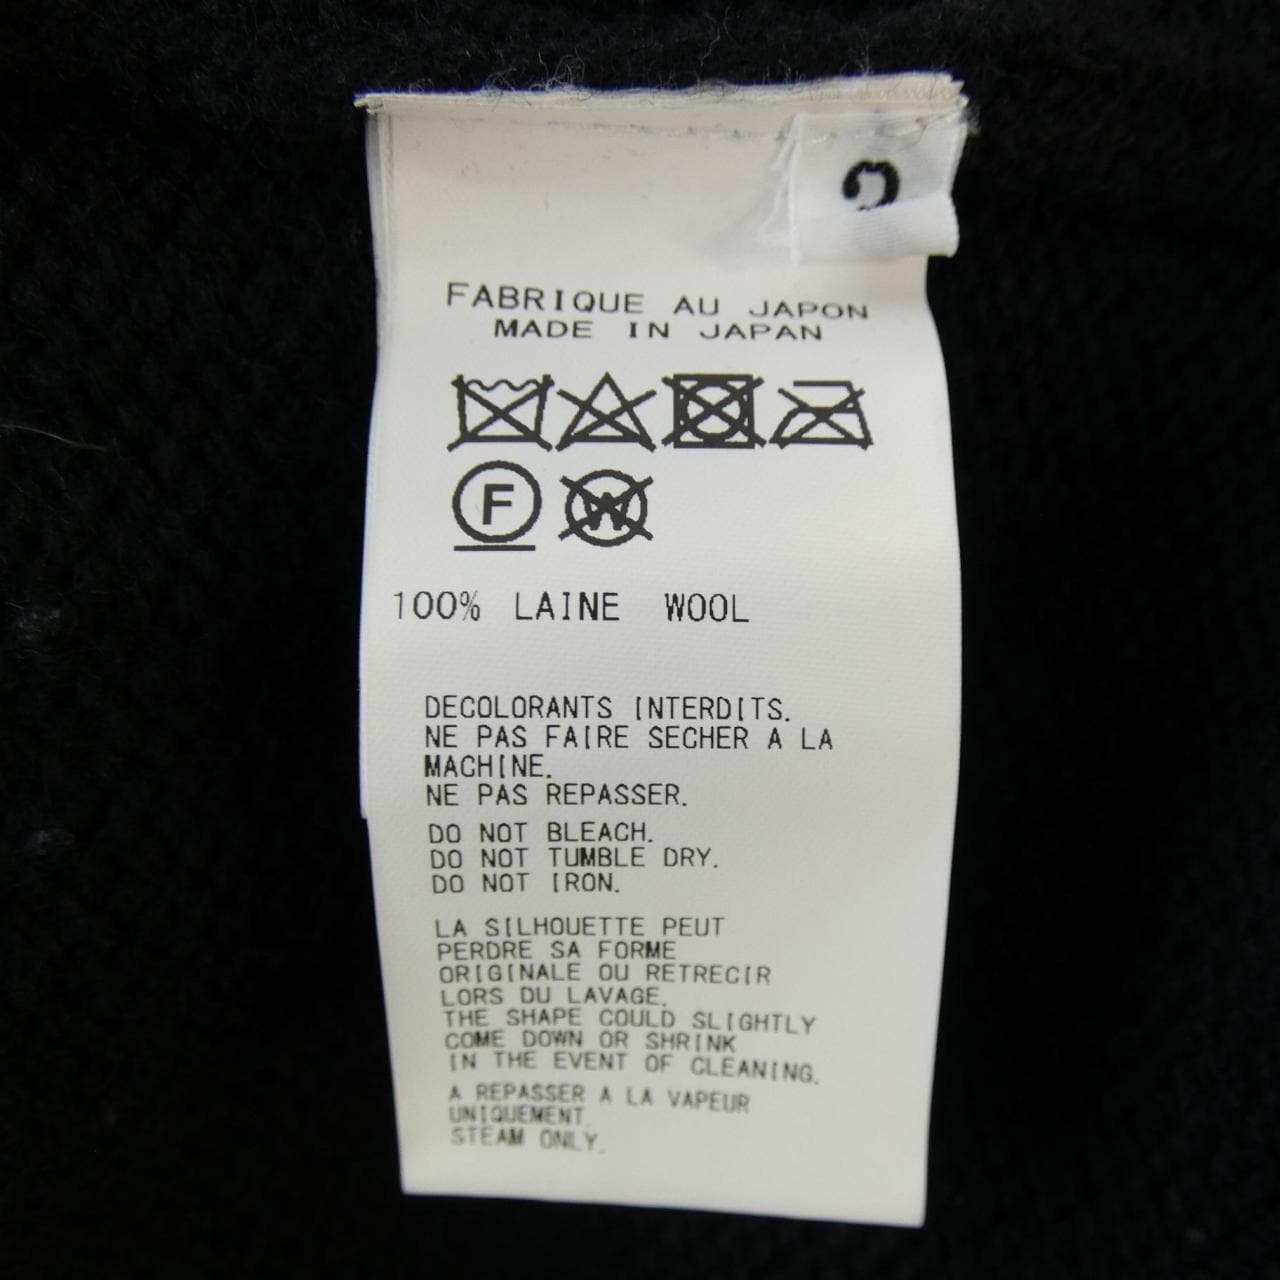 FABRIQUE AU JAPON
MADE IN JAPAN
F W
100% LAINE WOOL
DECOLORANTS INTERDITS.
NE PAS FAIRE SECHER A LA
MACHINE.
NE PAS REPASSER.
DO NOT BLEACH.
DO NOT TUMBLE DRY.
DO NOT IRON.
LA SILHOUETTE PEUT
PERDRE SA FORME
ORIGINALE OU RETRECIR
LORS DU LAVAGE.
THE SHAPE COULD SLIGHTLY
COME DOWN OR SHRINK
IN THE EVENT OF CLEANING.
A REPASSER A LA VAPEUR
UNIQUEMENT.
STEAM ONLY.